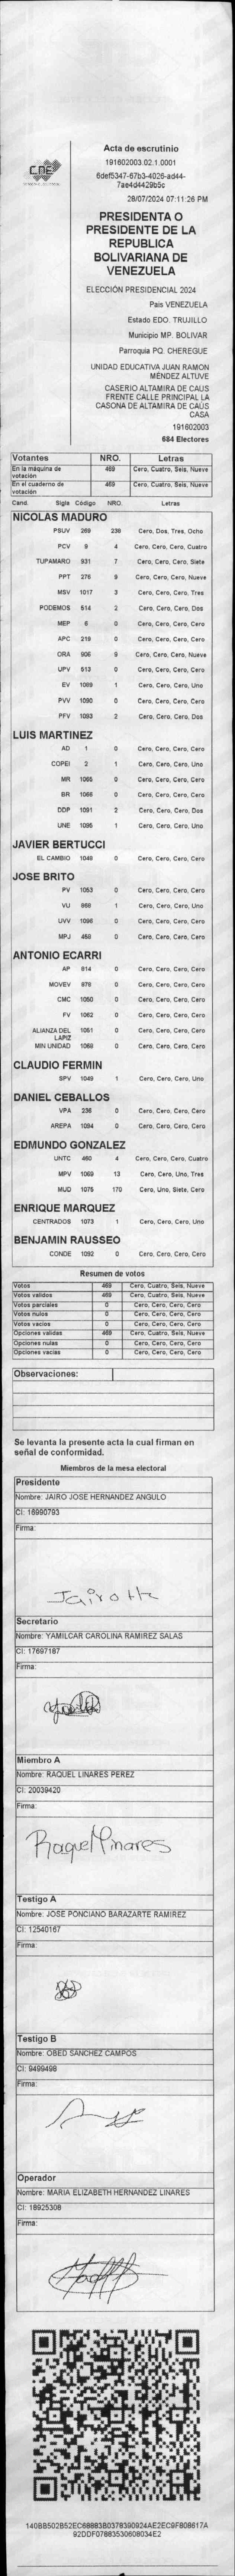 CNE
Acta de escrutinio
191602003.02.1.0001
6def5347-67b3-4026-ad44-
7ae4d4429b5c
28/07/2024 07:11:26 PM
PRESIDENTA O
PRESIDENTE DE LA
REPUBLICA
BOLIVARIANA DE
VENEZUELA
ELECCIÓN PRESIDENCIAL 2024
País VENEZUELA
Estado EDO. TRUJILLO
Municipio MP. BOLIVAR
Parroquia PQ. CHEREGUE
UNIDAD EDUCATIVA JUAN RAMON
MÉNDEZ ALTUVE
CASERIO ALTAMIRA DE CAUS
FRENTE CALLE PRINCIPAL LA
CASONA DE ALTAMIRA DE CAUS
CASA
191602003
684 Electores
Votantes NRO. Letras
En la máquina de votación 469 Cero, Cuatro, Seis, Nueve
En el cuaderno de votación 469 Cero, Cuatro, Seis, Nueve
Cand. Sigla Código NRO. Letras
NICOLAS MADURO
PSUV 269 238 Cero, Dos, Tres, Ocho
PCV 9 4 Cero, Cero, Cero, Cuatro
TUPAMARO 931 7 Cero, Cero, Cero, Siete
PPT 276 9 Cero, Cero, Cero, Nueve
MSV 1017 3 Cero, Cero, Cero, Tres
PODEMOS 514 2 Cero, Cero, Cero, Dos
MEP 6 0 Cero, Cero, Cero, Cero
APC 219 0 Cero, Cero, Cero, Cero
ORA 906 9 Cero, Cero, Cero, Nueve
UPV 513 0 Cero, Cero, Cero, Cero
EV 1089 1 Cero, Cero, Cero, Uno
PVV 1090 0 Cero, Cero, Cero, Cero
PFV 1093 2 Cero, Cero, Cero, Dos
LUIS MARTINEZ
AD 1 0 Cero, Cero, Cero, Cero
COPEI 2 1 Cero, Cero, Cero, Uno
MR 1065 0 Cero, Cero, Cero, Cero
BR 1066 0 Cero, Cero, Cero, Cero
DDP 1091 2 Cero, Cero, Cero, Dos
UNE 1095 1 Cero, Cero, Cero, Uno
JAVIER BERTUCCI
EL CAMBIO 1048 0 Cero, Cero, Cero, Cero
JOSE BRITO
PV 1053 0 Cero, Cero, Cero, Cero
VU 868 1 Cero, Cero, Cero, Uno
UVV 1096 0 Cero, Cero, Cero, Cero
MPJ 458 0 Cero, Cero, Cero, Cero
ANTONIO ECARRI
AP 814 0 Cero, Cero, Cero, Cero
MOVEV 978 0 Cero, Cero, Cero, Cero
CMC 1050 0 Cero, Cero, Cero, Cero
FV 1062 0 Cero, Cero, Cero, Cero
ALIANZA DEL LAPIZ 1051 0 Cero, Cero, Cero, Cero
MIN UNIDAD 1068 0 Cero, Cero, Cero, Cero
CLAUDIO FERMIN
SPV 1049 1 Cero, Cero, Cero, Uno
DANIEL CEBALLOS
VPA 236 0 Cero, Cero, Cero, Cero
AREPA 1094 0 Cero, Cero, Cero, Cero
EDMUNDO GONZALEZ
UNTC 460 4 Cero, Cero, Cero, Cuatro
MPV 1069 13 Cero, Cero, Uno, Tres
MUD 1075 170 Cero, Uno, Siete, Cero
ENRIQUE MARQUEZ
CENTRADOS 1073 1 Cero, Cero, Cero, Uno
BENJAMIN RAUSSEO
CONDE 1092 0 Cero, Cero, Cero, Cero
Resumen de votos
Votos 469 Cero, Cuatro, Seis, Nueve
Votos validos 469 Cero, Cuatro, Seis, Nueve
Votos parciales 0 Cero, Cero, Cero, Cero
Votos nulos 0 Cero, Cero, Cero, Cero
Votos vacios 0 Cero, Cero, Cero, Cero
Opciones validas 469 Cero, Cuatro, Seis, Nueve
Opciones nulas 0 Cero, Cero, Cero, Cero
Opciones vacias 0 Cero, Cero, Cero, Cero
Observaciones:
Se levanta la presente acta la cual firman en
señal de conformidad.
Miembros de la mesa electoral
Presidente
Nombre: JAIRO JOSE HERNANDEZ ANGULO
CI: 16990793
Firma:
Jairo H
Secretario
Nombre: YAMILCAR CAROLINA RAMIREZ SALAS
CI: 17697187
Firma:
Miembro A
Nombre: RAQUEL LINARES PEREZ
CI: 20039420
Firma:
Raquel Linares
Testigo A
Nombre: JOSE PONCIANO BARAZARTE RAMIREZ
CI: 12540167
Firma:
Testigo B
Nombre: OBED SANCHEZ CAMPOS
CI: 9499498
Firma:
Operador
Nombre: MARIA ELIZABETH HERNANDEZ LINARES
CI: 18925308
Firma:
140BB502B52EC68883B0378390924AE2EC9F808617A
92DDF07883530608034E2